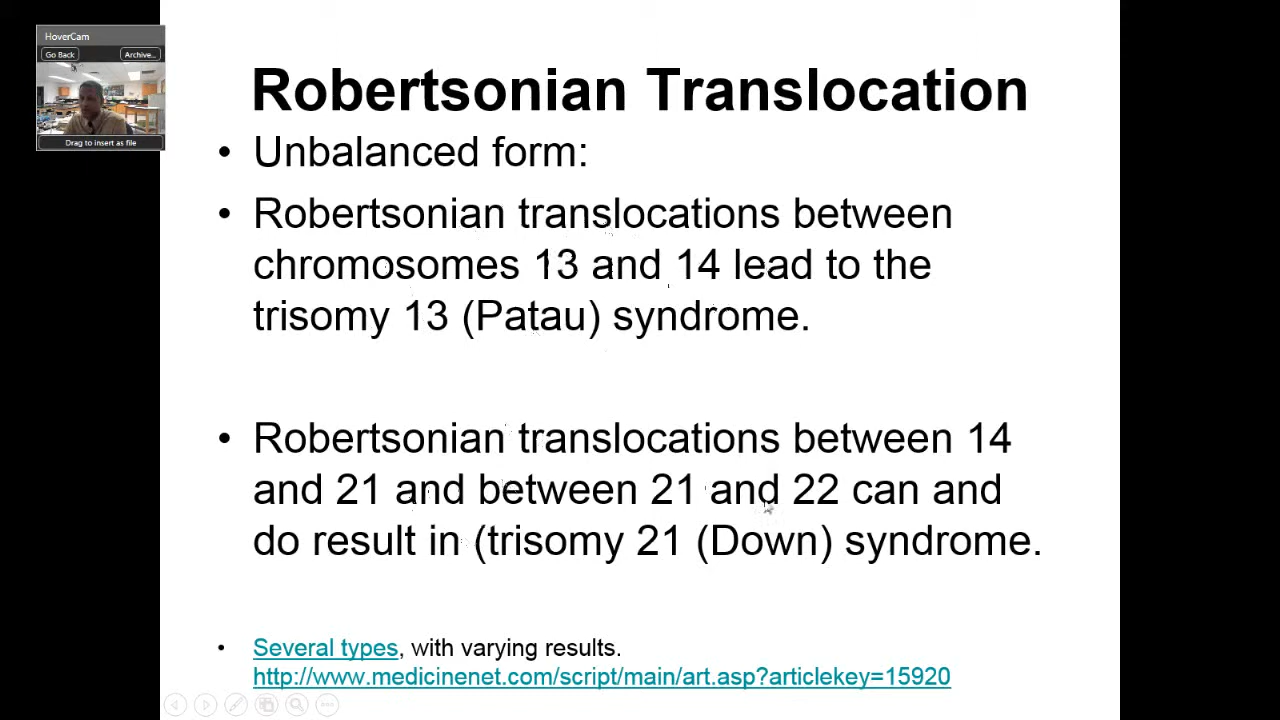 HoverCam
Go Back
Archive...
Drag to insert as file
Robertsonian Translocation
• Unbalanced form:
• Robertsonian translocations between
chromosomes 13 and 14 lead to the
trisomy 13 (Patau) syndrome.
• Robertsonian translocations between 14
and 21 and between 21 and 22 can and
do result in (trisomy 21 (Down) syndrome.
• Several types, with varying results.
http://www.medicinenet.com/script/main/art.asp?articlekey=15920